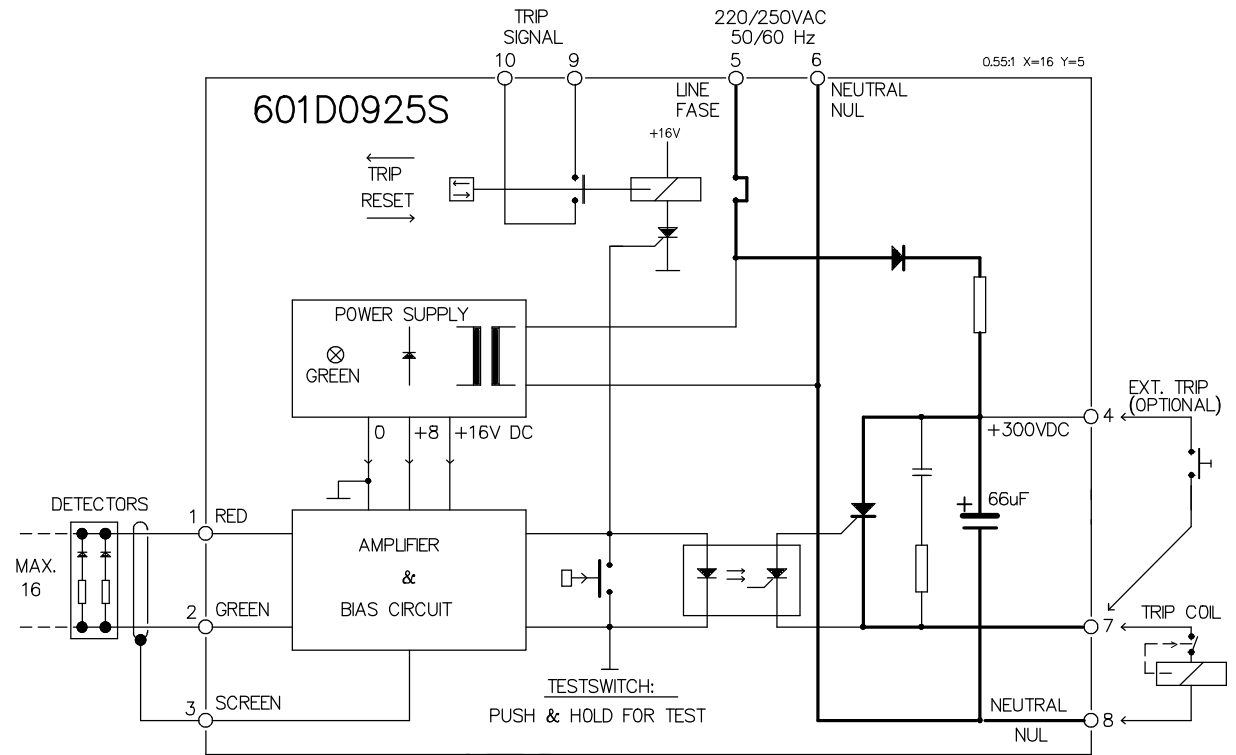 TRIP
SIGNAL
220/250VAC
50/60 Hz
10
9
5
6
0.55:1 X=16 Y=5
601D0925S
LINE
FASE
NEUTRAL
NUL
+16V
TRIP
RESET
POWER SUPPLY
GREEN
0
+8
+16V DC
EXT. TRIP
(OPTIONAL)
4
+300VDC
66uF
+
DETECTORS
1
RED
MAX.
16
AMPLIFIER
&
BIAS CIRCUIT
2
GREEN
7
TRIP COIL
3
SCREEN
TESTSWITCH:
PUSH & HOLD FOR TEST
NEUTRAL
NUL
8